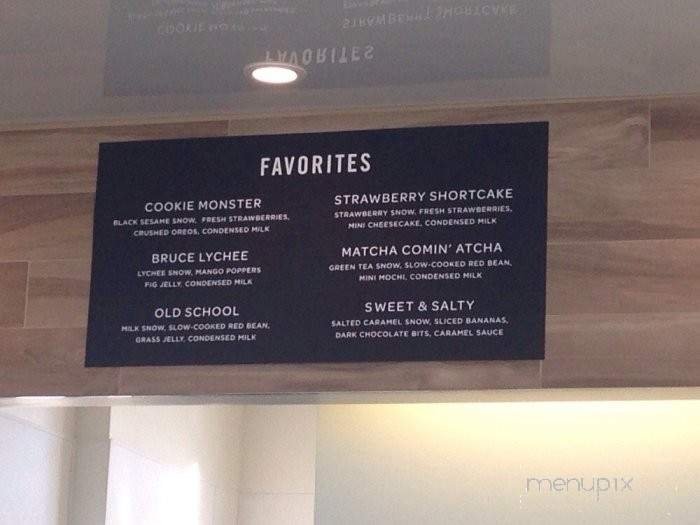 FAVORITES
COOKIE MONSTER
BLACK SESAME SNOW, FRESH STRAWBERRIES,
CRUSHED OREOS, CONDENSED MILK
BRUCE LYCHEE
LYCHEE SNOW, MANGO POPPERS
FIG JELLY, CONDENSED MILK
OLD SCHOOL
MILK SNOW, SLOW-COOKED RED BEAN,
GRASS JELLY, CONDENSED MILK
STRAWBERRY SHORTCAKE
STRAWBERRY SNOW, FRESH STRAWBERRIES,
MINI CHEESECAKE, CONDENSED MILK
MATCHA COMIN' ATCHA
GREEN TEA SNOW, SLOW-COOKED RED BEAN,
MINI MOCHI, CONDENSED MILK
SWEET & SALTY
SALTED CARAMEL SNOW, SLICED BANANAS,
DARK CHOCOLATE BITS, CARAMEL SAUCE
menupix